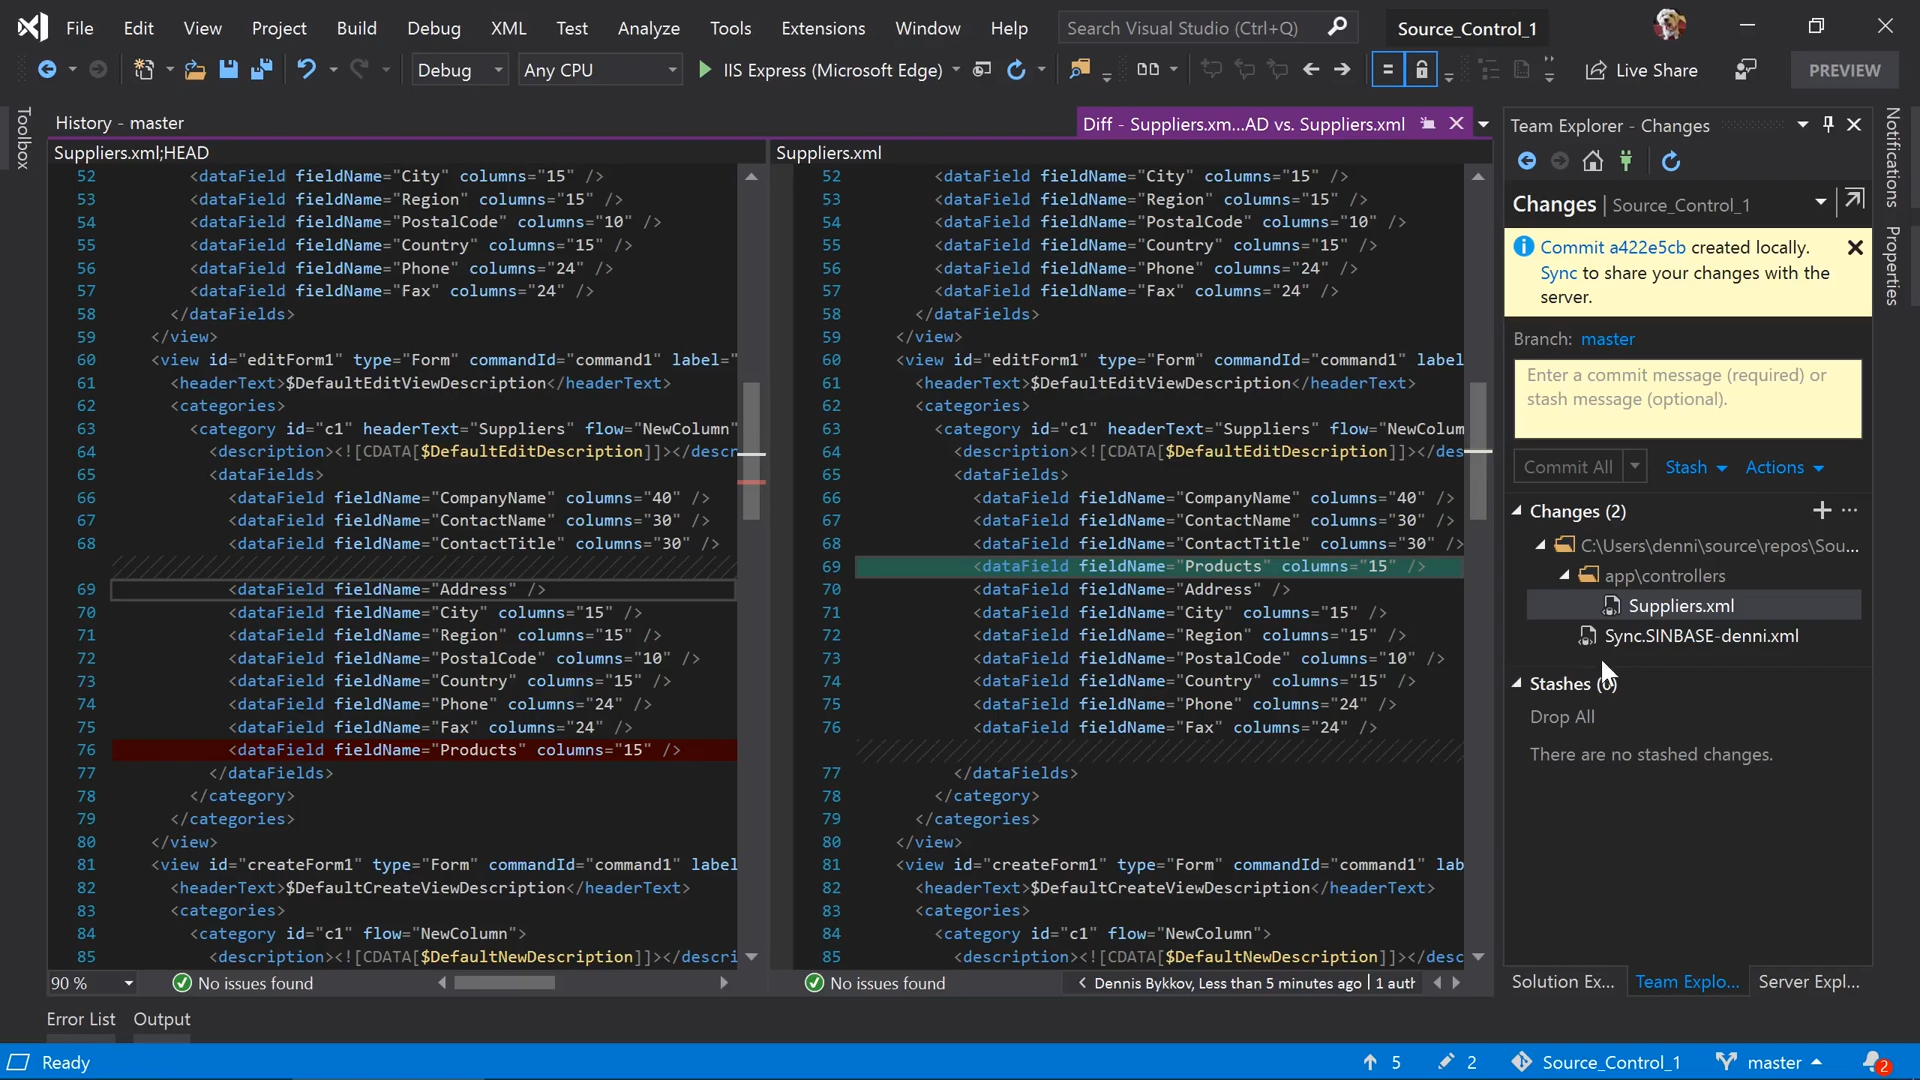 File Edit View Project Build Debug XML Test Analyze Tools Extensions Window Help Search Visual Studio (Ctrl+Q) Source_Control_1
Debug Any CPU IIS Express (Microsoft Edge) Live Share PREVIEW
Toolbox
History - master
Diff - Suppliers.xm...AD vs. Suppliers.xml
Suppliers.xml;HEAD
52 <dataField fieldName="City" columns="15" />
53 <dataField fieldName="Region" columns="15" />
54 <dataField fieldName="PostalCode" columns="10" />
55 <dataField fieldName="Country" columns="15" />
56 <dataField fieldName="Phone" columns="24" />
57 <dataField fieldName="Fax" columns="24" />
58 </dataFields>
59 </view>
60 <view id="editForm1" type="Form" commandId="command1" label="
61 <headerText>$DefaultEditViewDescription</headerText>
62 <categories>
63 <category id="c1" headerText="Suppliers" flow="NewColumn"
64 <description><![CDATA[$DefaultEditDescription]]></descr
65 <dataFields>
66 <dataField fieldName="CompanyName" columns="40" />
67 <dataField fieldName="ContactName" columns="30" />
68 <dataField fieldName="ContactTitle" columns="30" />
69 <dataField fieldName="Address" />
70 <dataField fieldName="City" columns="15" />
71 <dataField fieldName="Region" columns="15" />
72 <dataField fieldName="PostalCode" columns="10" />
73 <dataField fieldName="Country" columns="15" />
74 <dataField fieldName="Phone" columns="24" />
75 <dataField fieldName="Fax" columns="24" />
76 <dataField fieldName="Products" columns="15" />
77 </dataFields>
78 </category>
79 </categories>
80 </view>
81 <view id="createForm1" type="Form" commandId="command1" label
82 <headerText>$DefaultCreateViewDescription</headerText>
83 <categories>
84 <category id="c1" flow="NewColumn">
85 <description><![CDATA[$DefaultNewDescription]]></descri
90 % No issues found
Suppliers.xml
52 <dataField fieldName="City" columns="15" />
53 <dataField fieldName="Region" columns="15" />
54 <dataField fieldName="PostalCode" columns="10" />
55 <dataField fieldName="Country" columns="15" />
56 <dataField fieldName="Phone" columns="24" />
57 <dataField fieldName="Fax" columns="24" />
58 </dataFields>
59 </view>
60 <view id="editForm1" type="Form" commandId="command1" label
61 <headerText>$DefaultEditViewDescription</headerText>
62 <categories>
63 <category id="c1" headerText="Suppliers" flow="NewColum
64 <description><![CDATA[$DefaultEditDescription]]></des
65 <dataFields>
66 <dataField fieldName="CompanyName" columns="40" />
67 <dataField fieldName="ContactName" columns="30" />
68 <dataField fieldName="ContactTitle" columns="30" />
69 <dataField fieldName="Products" columns="15" />
70 <dataField fieldName="Address" />
71 <dataField fieldName="City" columns="15" />
72 <dataField fieldName="Region" columns="15" />
73 <dataField fieldName="PostalCode" columns="10" />
74 <dataField fieldName="Country" columns="15" />
75 <dataField fieldName="Phone" columns="24" />
76 <dataField fieldName="Fax" columns="24" />
77 </dataFields>
78 </category>
79 </categories>
80 </view>
81 <view id="createForm1" type="Form" commandId="command1" lab
82 <headerText>$DefaultCreateViewDescription</headerText>
83 <categories>
84 <category id="c1" flow="NewColumn">
85 <description><![CDATA[$DefaultNewDescription]]></des
No issues found Dennis Bykkov, Less than 5 minutes ago | 1 auth
Team Explorer - Changes
Changes | Source_Control_1
Commit a422e5cb created locally.
Sync to share your changes with the
server.
Branch: master
Enter a commit message (required) or
stash message (optional).
Commit All Stash Actions
Changes (2)
C:\Users\denni\source\repos\Sou...
app\controllers
Suppliers.xml
Sync.SINBASE-denni.xml
Stashes (0)
Drop All
There are no stashed changes.
Solution Ex... Team Explo... Server Expl...
Notifications
Properties
Error List Output
Ready 5 2 Source_Control_1 master 2